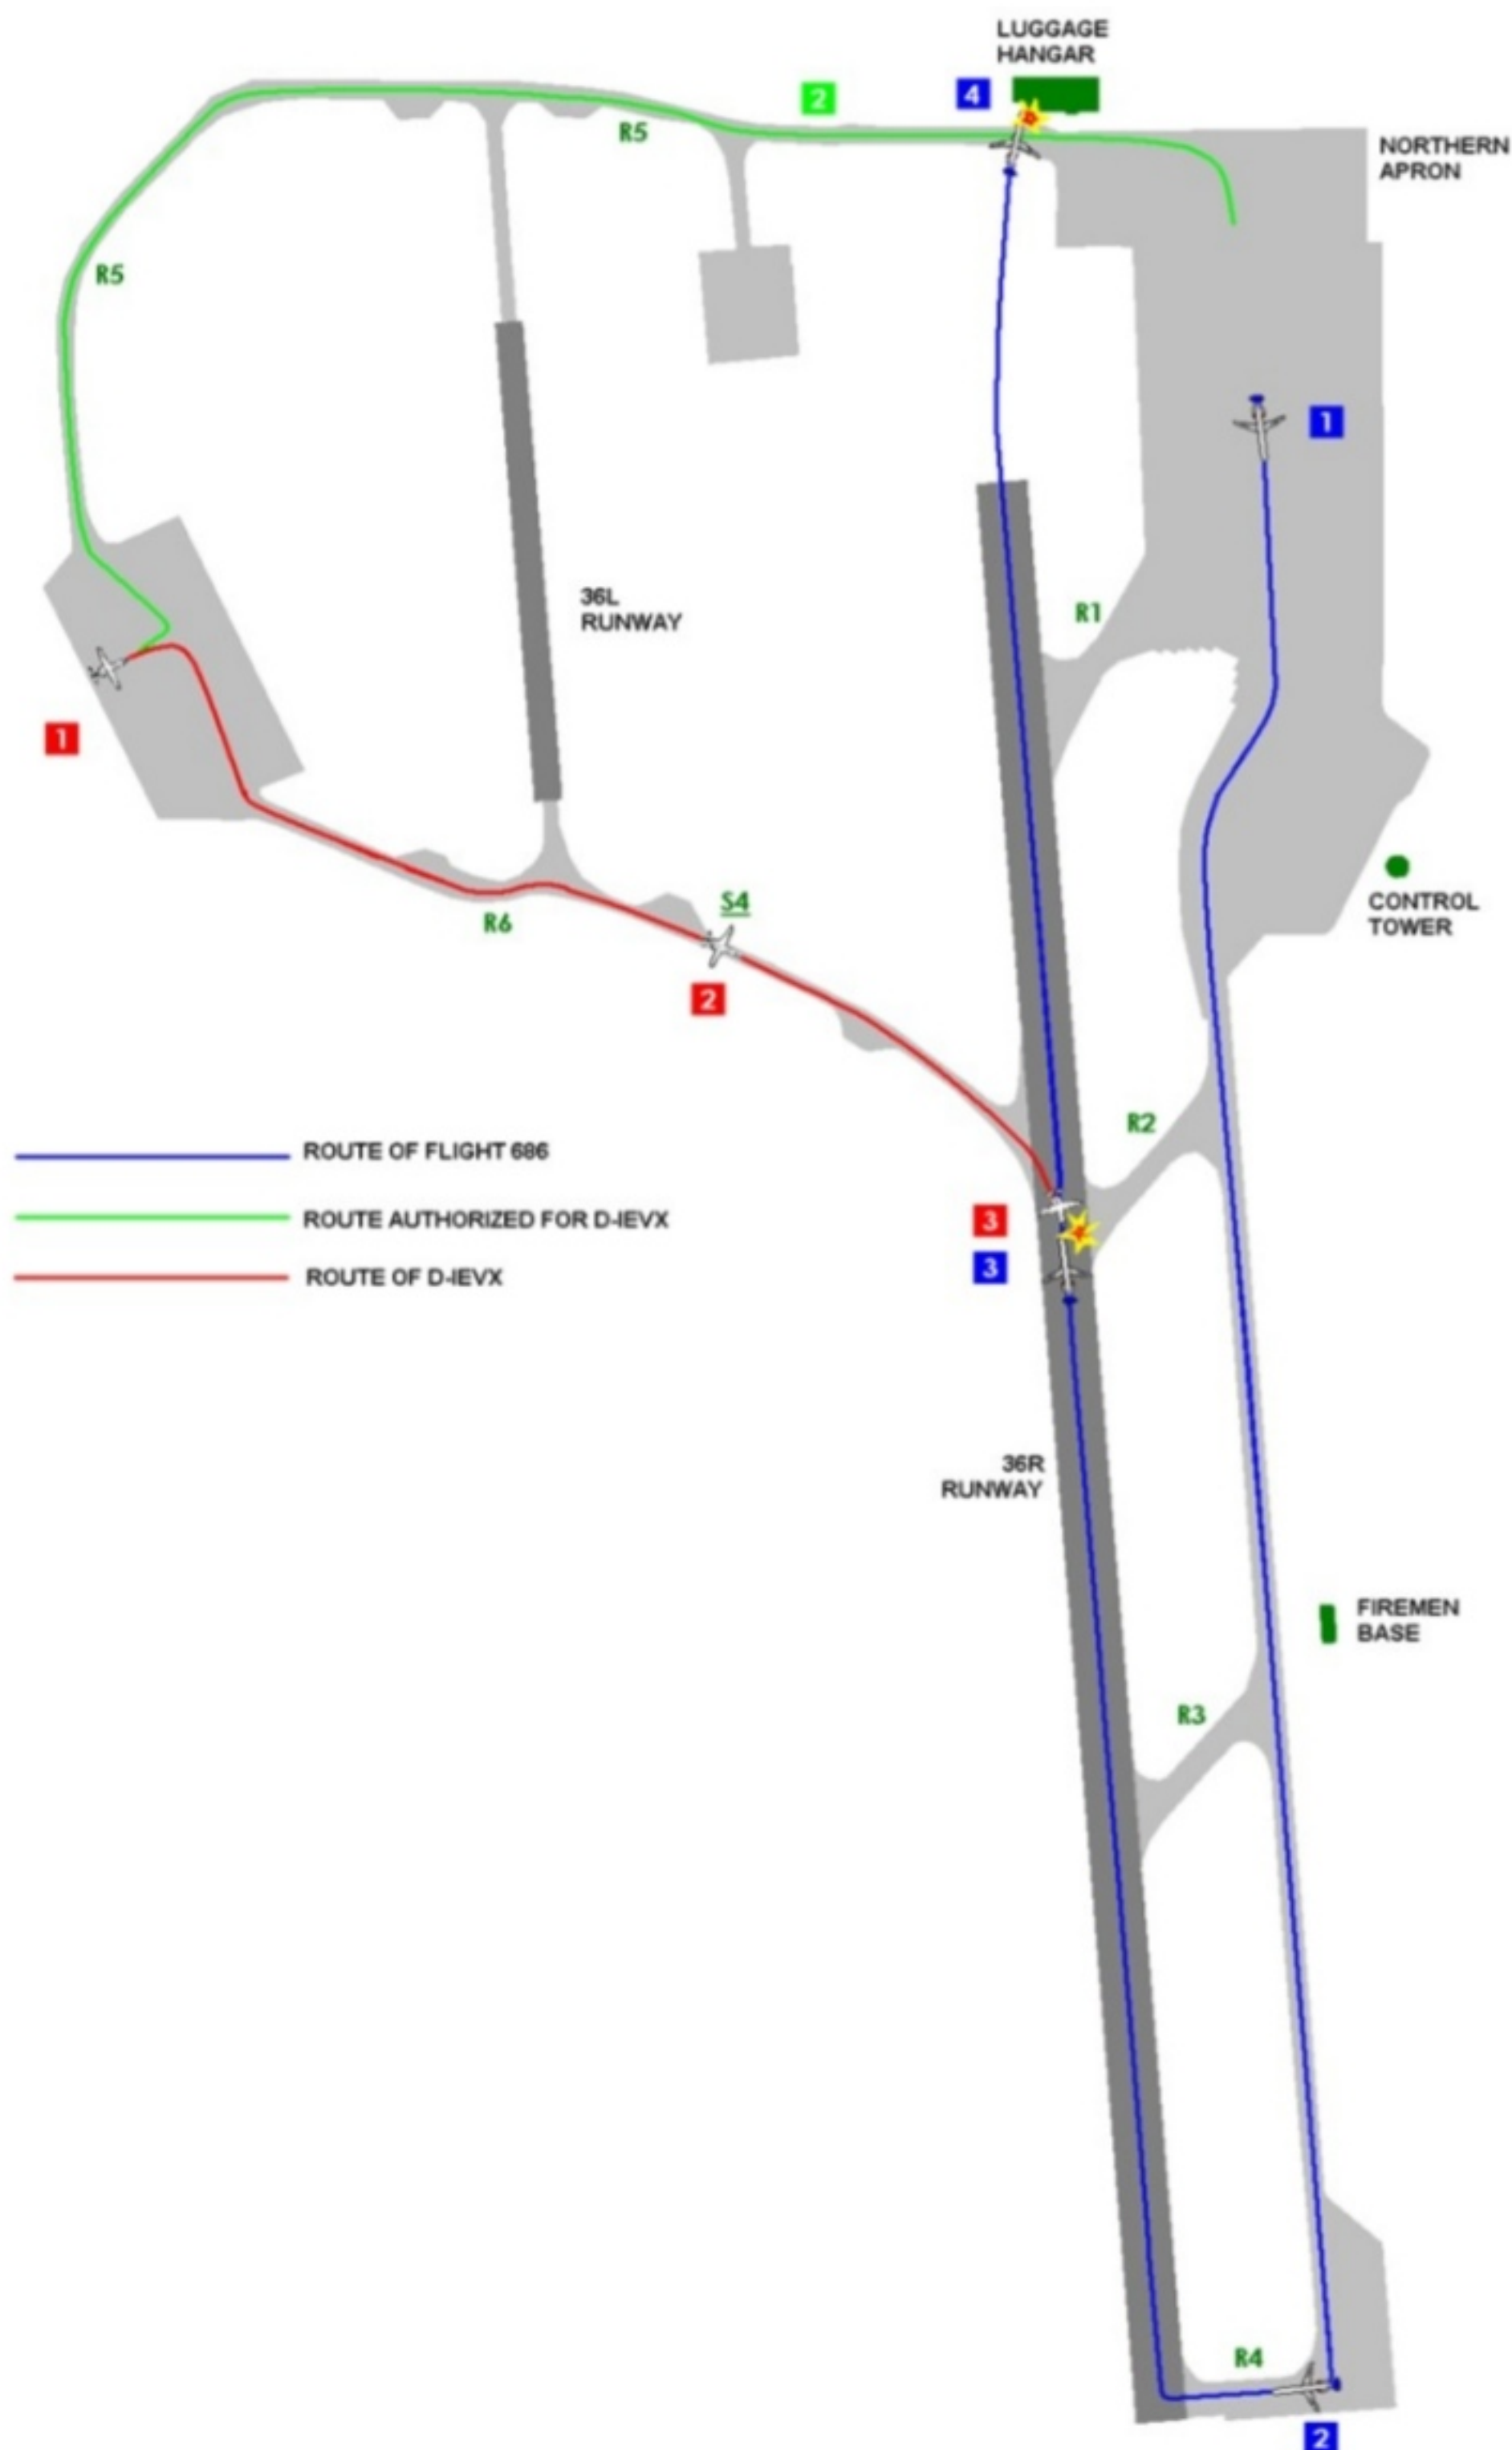 LUGGAGE
HANGAR
2
4
R5
NORTHERN
APRON
R5
1
36L
RUNWAY
R1
1
CONTROL
TOWER
S4
R6
2
R2
ROUTE OF FLIGHT 686
ROUTE AUTHORIZED FOR D-IEVX
3
3
ROUTE OF D-IEVX
36R
RUNWAY
FIREMEN
BASE
R3
R4
2